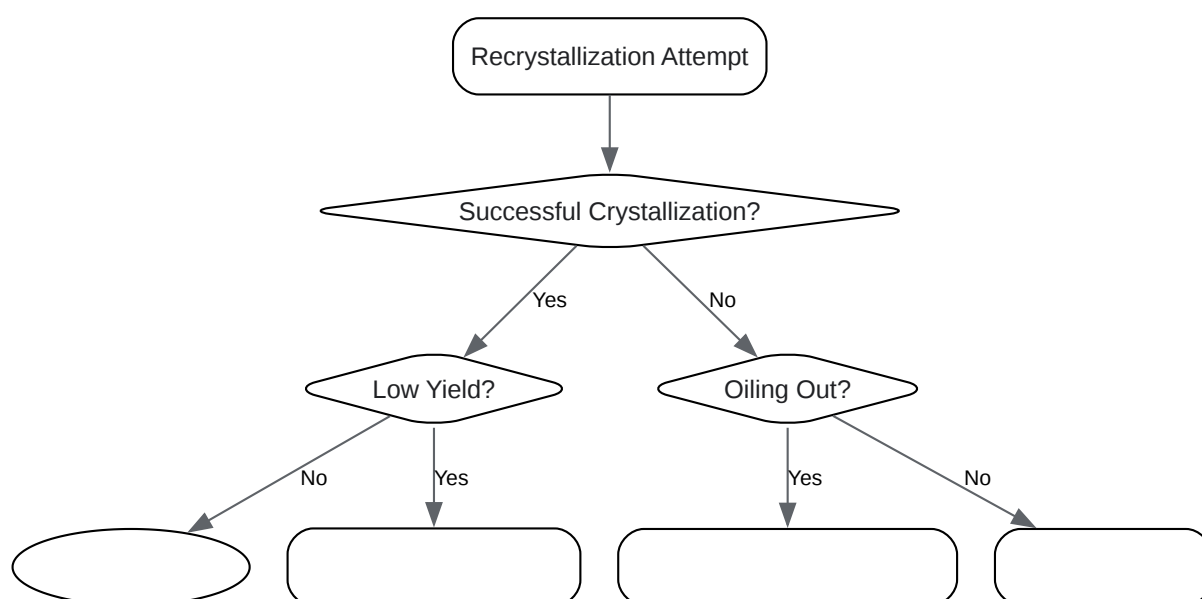 Recrystallization Attempt
Successful Crystallization?
Yes
No
Low Yield?
Oiling Out?
No
Yes
Yes
No